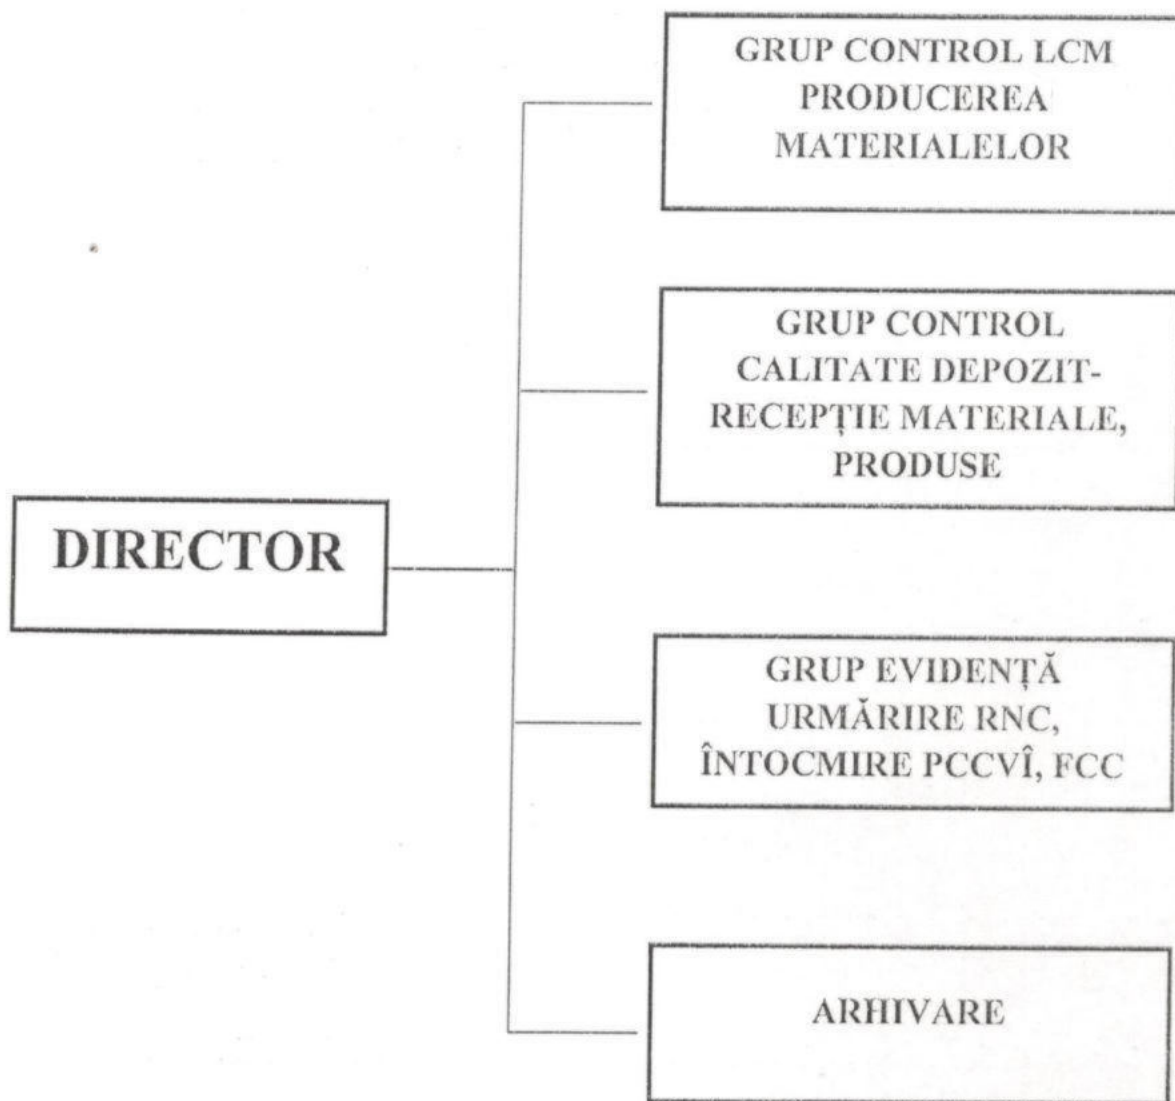 GRUP CONTROL LCM
PRODUCEREA
MATERIALELOR
GRUP CONTROL
CALITATE DEPOZIT-
RECEPȚIE MATERIALE,
PRODUSE
DIRECTOR
GRUP EVIDENȚĂ
URMĂRIRE RNC,
ÎNTOCMIRE PCCVÎ, FCC
ARHIVARE